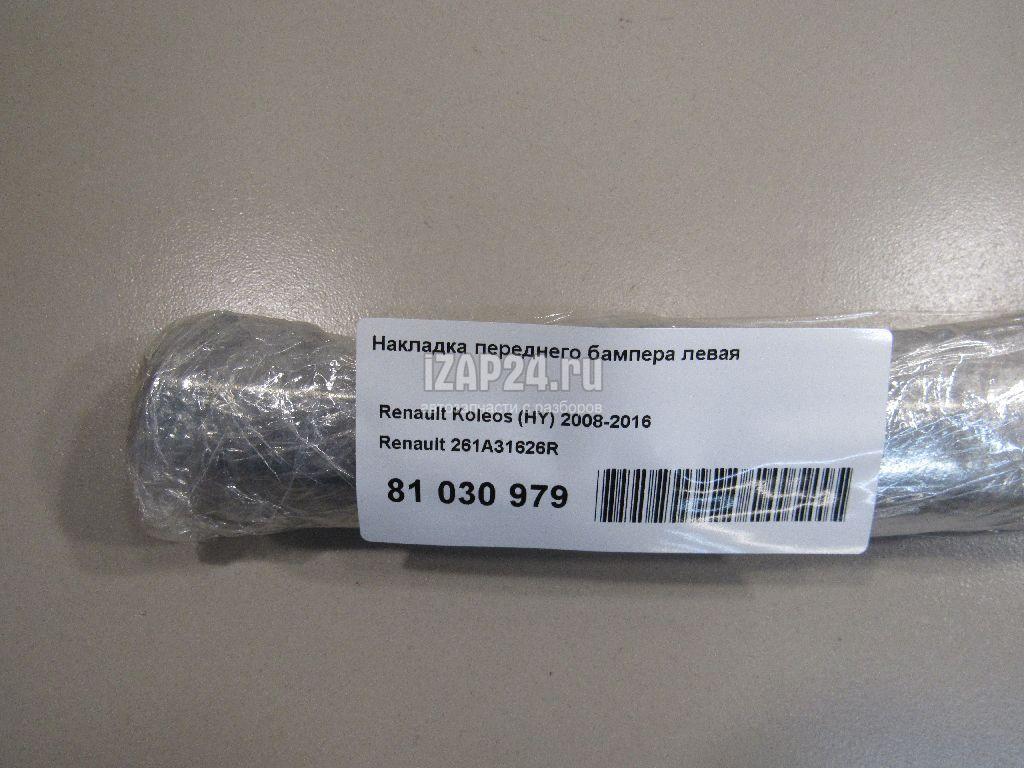 Накладка переднего бампера левая
iZAP24.ru
автозапчасти с разборов
Renault Koleos (HY) 2008-2016
Renault 261A31626R
81 030 979